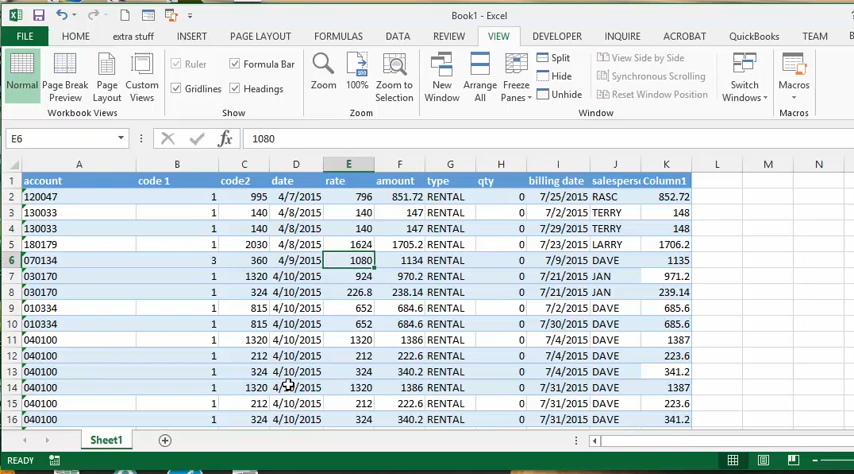 Book1 - Excel
FILE HOME extra stuff INSERT PAGE LAYOUT FORMULAS DATA REVIEW VIEW DEVELOPER INQUIRE ACROBAT QuickBooks TEAM
Normal Page Break Preview Page Layout Custom Views
Workbook Views
Ruler Formula Bar
Gridlines Headings
Show
Zoom 100% Zoom to Selection
Zoom
New Window Arrange All Freeze Panes
Split View Side by Side
Hide Synchronous Scrolling
Unhide Reset Window Position
Window
Switch Windows
Macros
Macros
E6 fx 1080
A B C D E F G H I J K L M N
1 account code 1 code2 date rate amount type qty billing date salesperso Column1
2 120047 1 995 4/7/2015 796 851.72 RENTAL 0 7/25/2015 RASC 852.72
3 130033 1 140 4/8/2015 140 147 RENTAL 0 7/2/2015 TERRY 148
4 130033 1 140 4/8/2015 140 147 RENTAL 0 7/29/2015 TERRY 148
5 180179 1 2030 4/8/2015 1624 1705.2 RENTAL 0 7/23/2015 LARRY 1706.2
6 070134 3 360 4/9/2015 1080 1134 RENTAL 0 7/9/2015 DAVE 1135
7 030170 1 1320 4/10/2015 924 970.2 RENTAL 0 7/21/2015 JAN 971.2
8 030170 1 324 4/10/2015 226.8 238.14 RENTAL 0 7/21/2015 JAN 239.14
9 010334 1 815 4/10/2015 652 684.6 RENTAL 0 7/2/2015 DAVE 685.6
10 010334 1 815 4/10/2015 652 684.6 RENTAL 0 7/30/2015 DAVE 685.6
11 040100 1 1320 4/10/2015 1320 1386 RENTAL 0 7/4/2015 DAVE 1387
12 040100 1 212 4/10/2015 212 222.6 RENTAL 0 7/4/2015 DAVE 223.6
13 040100 1 324 4/10/2015 324 340.2 RENTAL 0 7/4/2015 DAVE 341.2
14 040100 1 1320 4/10/2015 1320 1386 RENTAL 0 7/31/2015 DAVE 1387
15 040100 1 212 4/10/2015 212 222.6 RENTAL 0 7/31/2015 DAVE 223.6
16 040100 1 324 4/10/2015 324 340.2 RENTAL 0 7/31/2015 DAVE 341.2
Sheet1
READY